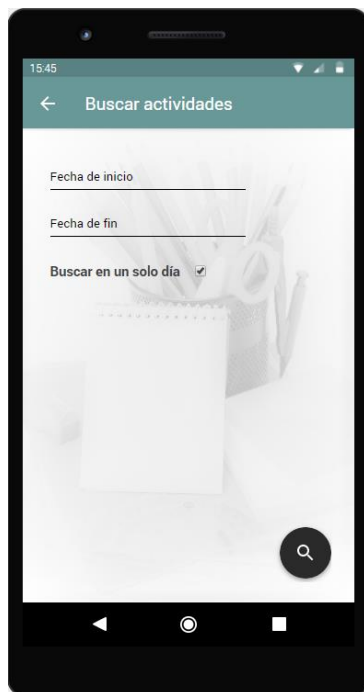 15:45
Buscar actividades
Fecha de inicio
Fecha de fin
Buscar en un solo día